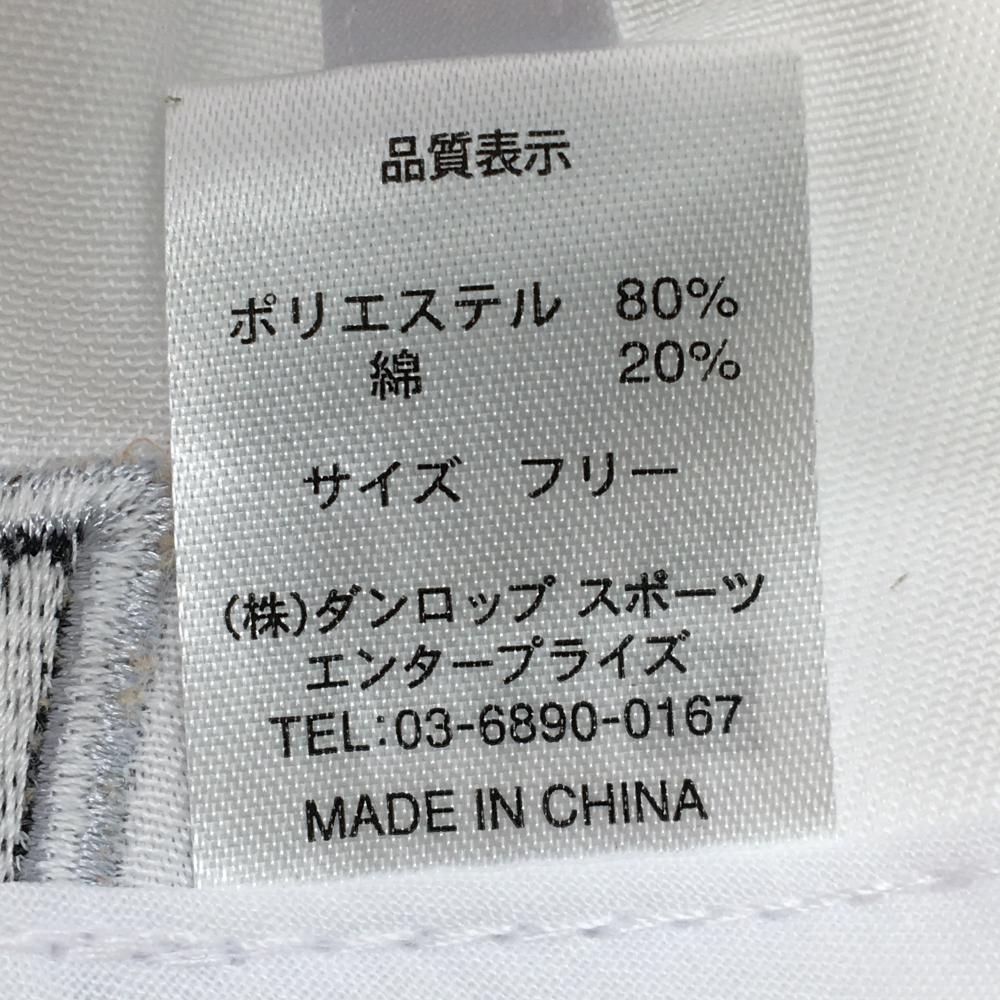 品質表示
ポリエステル 80%
綿 20%
サイズ フリー
(株)ダンロップ スポーツ
エンタープライズ
TEL:03-6890-0167
MADE IN CHINA